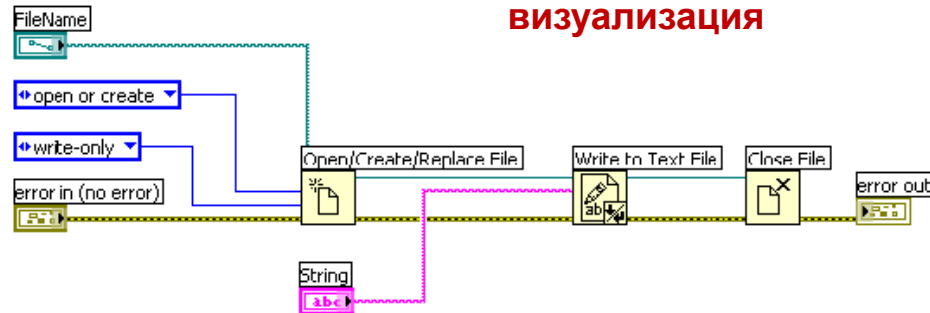 визуализация
FileName
open or create
write-only
Open/Create/Replace File
Write to Text File
Close File
error in (no error)
error out
ab
String
abc